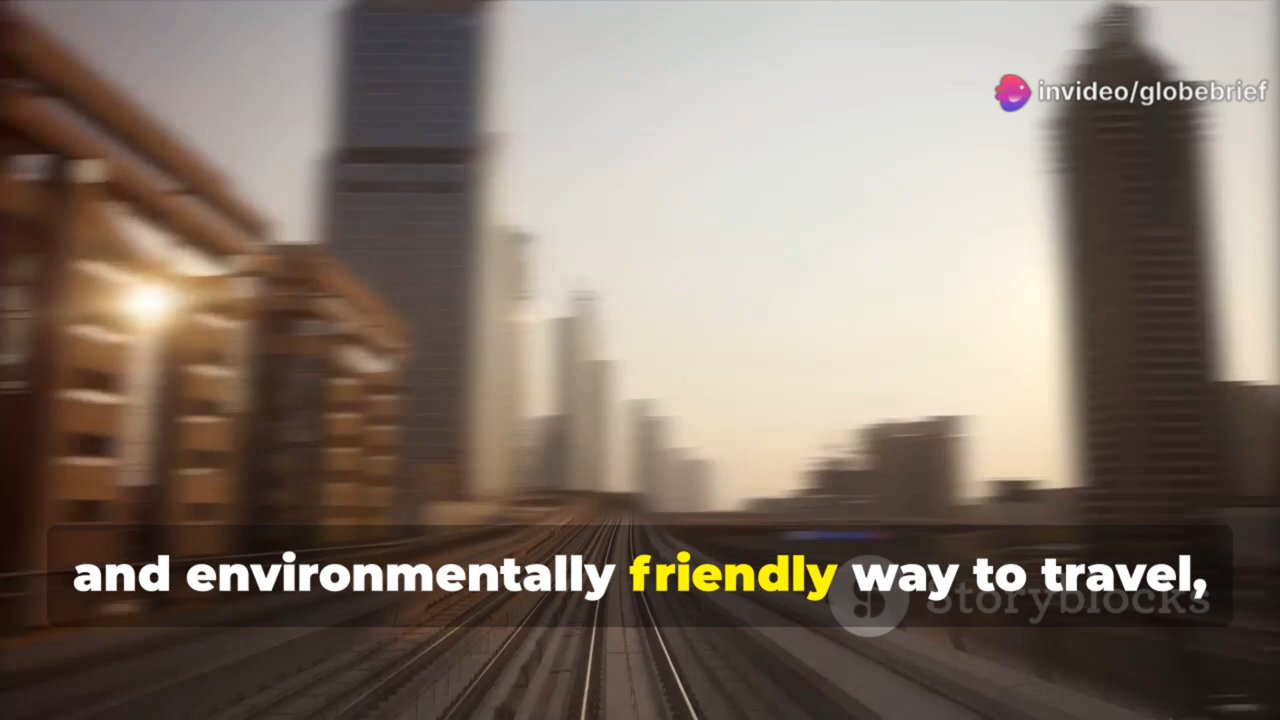 invideo/globebrief
and environmentally friendly way to travel,
Storyblocks